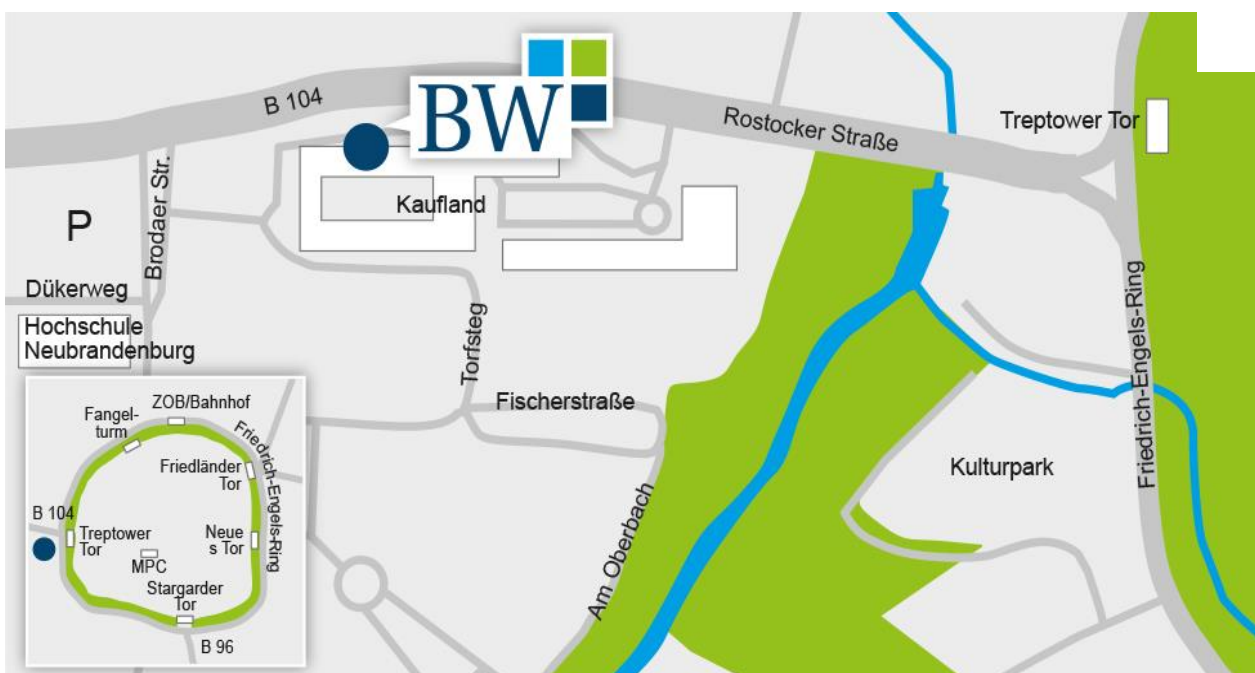 B 104
BW
Rostocker Straße
Treptower Tor
Brodaer Str.
P
Kaufland
Dükerweg
Hochschule
Neubrandenburg
Torfsteg
Fischerstraße
Friedrich-Engels-Ring
Kulturpark
Am Oberbach
ZOB/Bahnhof
Fangel-
turm
Friedrich-Engels-Ring
Friedländer
Tor
B 104
Treptower
Tor
Neue
s Tor
MPC
Stargarder
Tor
B 96